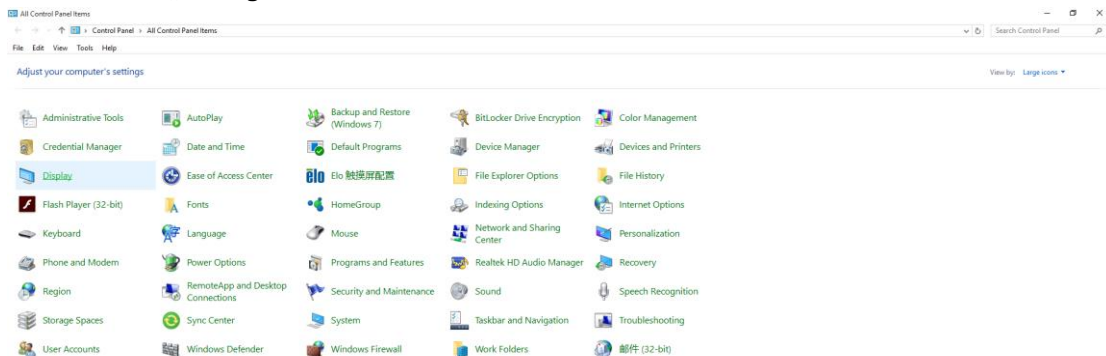 All Control Panel Items
Control Panel > All Control Panel Items
Search Control Panel
File Edit View Tools Help
Adjust your computer's settings
View by: Large icons
Administrative Tools
AutoPlay
Backup and Restore
(Windows 7)
BitLocker Drive Encryption
Color Management
Credential Manager
Date and Time
Default Programs
Device Manager
Devices and Printers
Display
Ease of Access Center
elo
Elo 触摸屏配置
File Explorer Options
File History
Flash Player (32-bit)
Fonts
HomeGroup
Indexing Options
Internet Options
Keyboard
Language
Mouse
Network and Sharing
Center
Personalization
Phone and Modem
Power Options
Programs and Features
Realtek HD Audio Manager
Recovery
Region
RemoteApp and Desktop
Connections
Security and Maintenance
Sound
Speech Recognition
Storage Spaces
Sync Center
System
Taskbar and Navigation
Troubleshooting
User Accounts
Windows Defender
Windows Firewall
Work Folders
邮件 (32-bit)